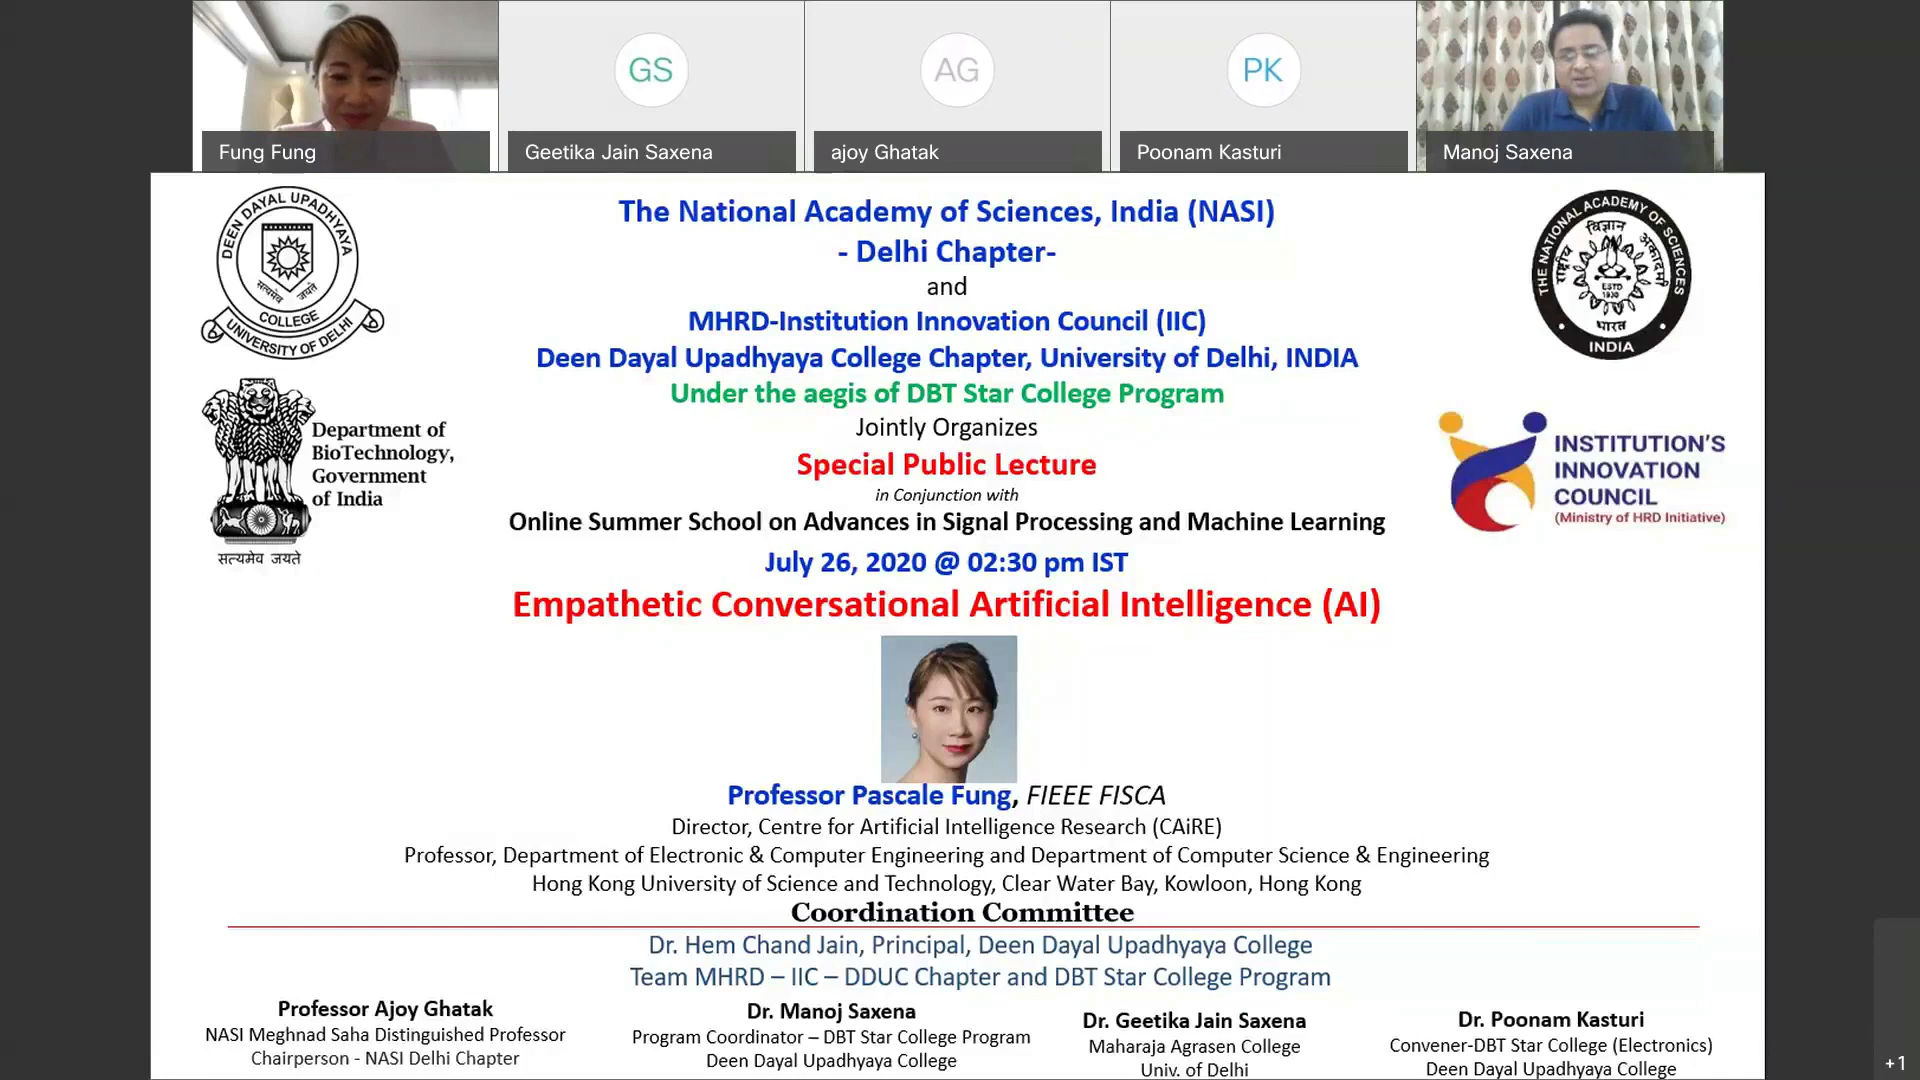 GS
AG
PK
Fung Fung
Geetika Jain Saxena
ajoy Ghatak
Poonam Kasturi
Manoj Saxena
DEEN DAYAL UPADHYAYA
सत्यमेव जयते
COLLEGE
UNIVERSITY OF DELHI
Department of
BioTechnology,
Government
of India
सत्यमेव जयते
The National Academy of Sciences, India (NASI)
- Delhi Chapter-
and
MHRD-Institution Innovation Council (IIC)
Deen Dayal Upadhyaya College Chapter, University of Delhi, INDIA
Under the aegis of DBT Star College Program
Jointly Organizes
Special Public Lecture
in Conjunction with
Online Summer School on Advances in Signal Processing and Machine Learning
July 26, 2020 @ 02:30 pm IST
Empathetic Conversational Artificial Intelligence (AI)
THE NATIONAL ACADEMY OF SCIENCES
राष्ट्रीय विज्ञान अकादमी
ESTD
1930
भारत
INDIA
INSTITUTION'S
INNOVATION
COUNCIL
(Ministry of HRD Initiative)
Professor Pascale Fung, FIEEE FISCA
Director, Centre for Artificial Intelligence Research (CAiRE)
Professor, Department of Electronic & Computer Engineering and Department of Computer Science & Engineering
Hong Kong University of Science and Technology, Clear Water Bay, Kowloon, Hong Kong
Coordination Committee
Dr. Hem Chand Jain, Principal, Deen Dayal Upadhyaya College
Team MHRD – IIC – DDUC Chapter and DBT Star College Program
Professor Ajoy Ghatak
NASI Meghnad Saha Distinguished Professor
Chairperson - NASI Delhi Chapter
Dr. Manoj Saxena
Program Coordinator – DBT Star College Program
Deen Dayal Upadhyaya College
Dr. Geetika Jain Saxena
Maharaja Agrasen College
Univ. of Delhi
Dr. Poonam Kasturi
Convener-DBT Star College (Electronics)
Deen Dayal Upadhyaya College
+1